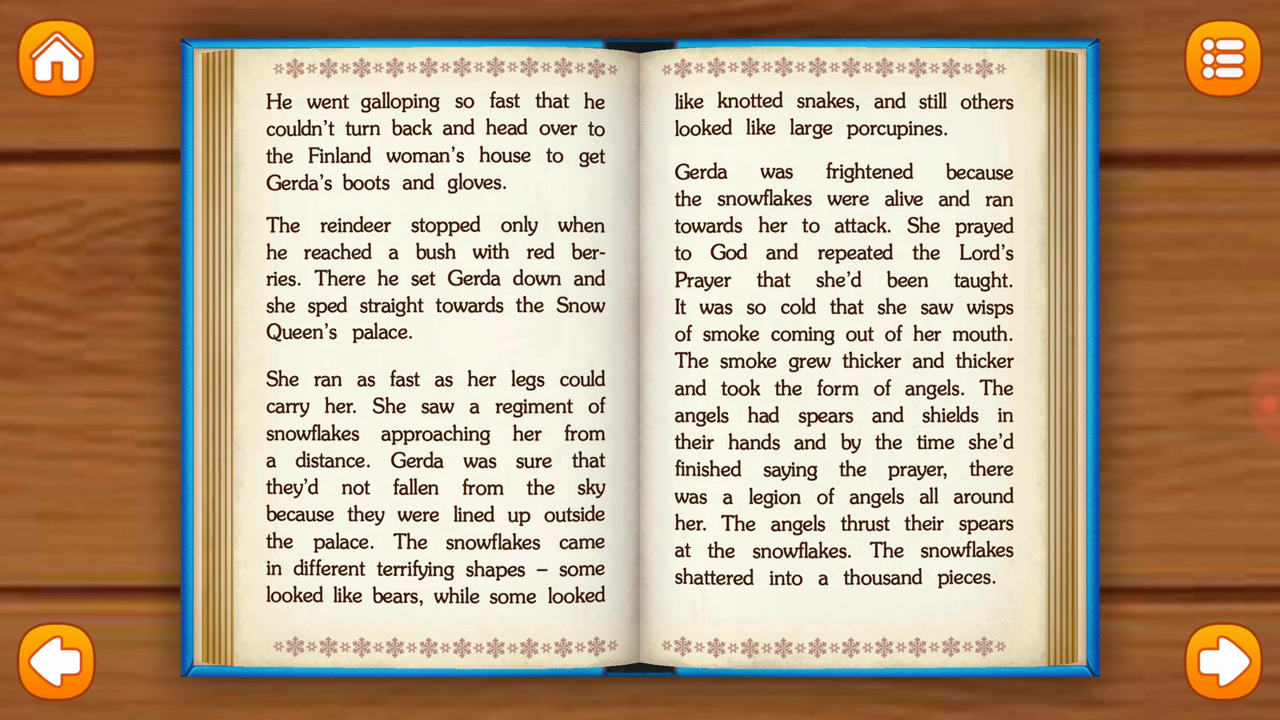 He went galloping so fast that he
couldn't turn back and head over to
the Finland woman's house to get
Gerda's boots and gloves.
The reindeer stopped only when
he reached a bush with red ber-
ries. There he set Gerda down and
she sped straight towards the Snow
Queen's palace.
She ran as fast as her legs could
carry her. She saw a regiment of
snowflakes approaching her from
a distance. Gerda was sure that
they'd not fallen from the sky
because they were lined up outside
the palace. The snowflakes came
in different terrifying shapes – some
looked like bears, while some looked
like knotted snakes, and still others
looked like large porcupines.
Gerda was frightened because
the snowflakes were alive and ran
towards her to attack. She prayed
to God and repeated the Lord's
Prayer that she'd been taught.
It was so cold that she saw wisps
of smoke coming out of her mouth.
The smoke grew thicker and thicker
and took the form of angels. The
angels had spears and shields in
their hands and by the time she'd
finished saying the prayer, there
was a legion of angels all around
her. The angels thrust their spears
at the snowflakes. The snowflakes
shattered into a thousand pieces.